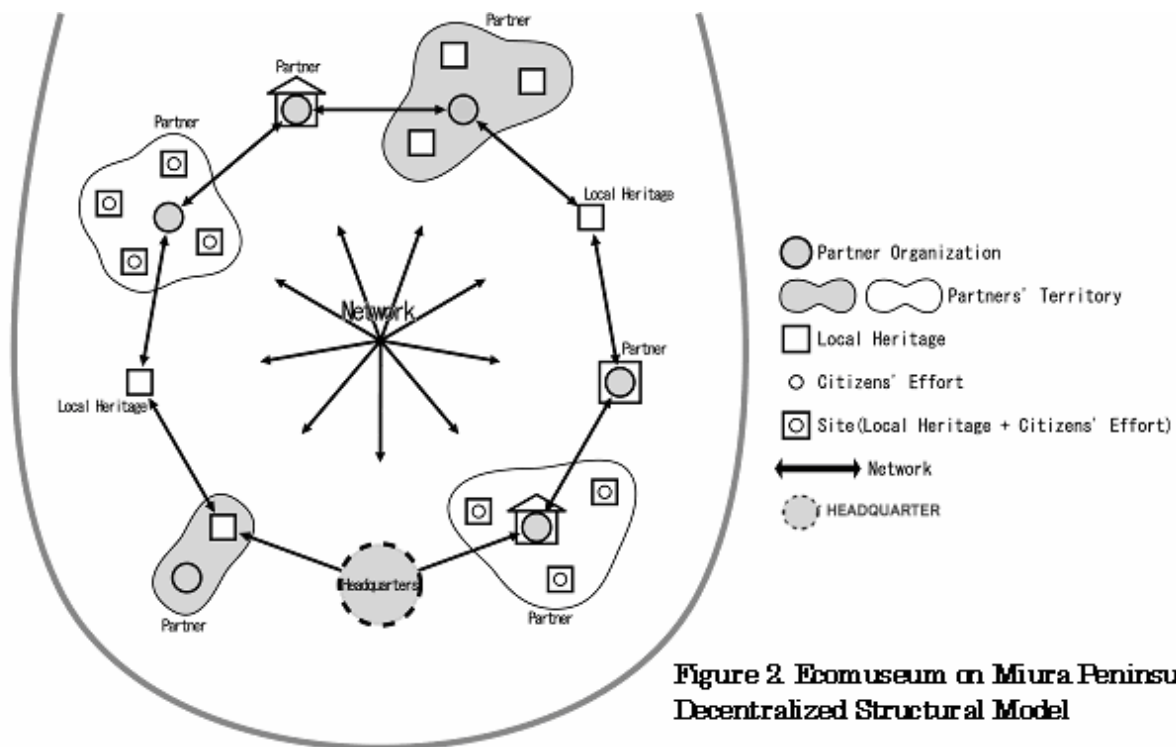 Partner
Partner
Partner
Local Heritage
Network
Partner
Local Heritage
Headquarters
Partner
Partner
Partner Organization
Partners' Territory
Local Heritage
Citizens' Effort
Site(Local Heritage + Citizens' Effort)
Network
HEADQUARTER
Figure 2. Ecomuseum on Miura Peninsu
Decentralized Structural Model